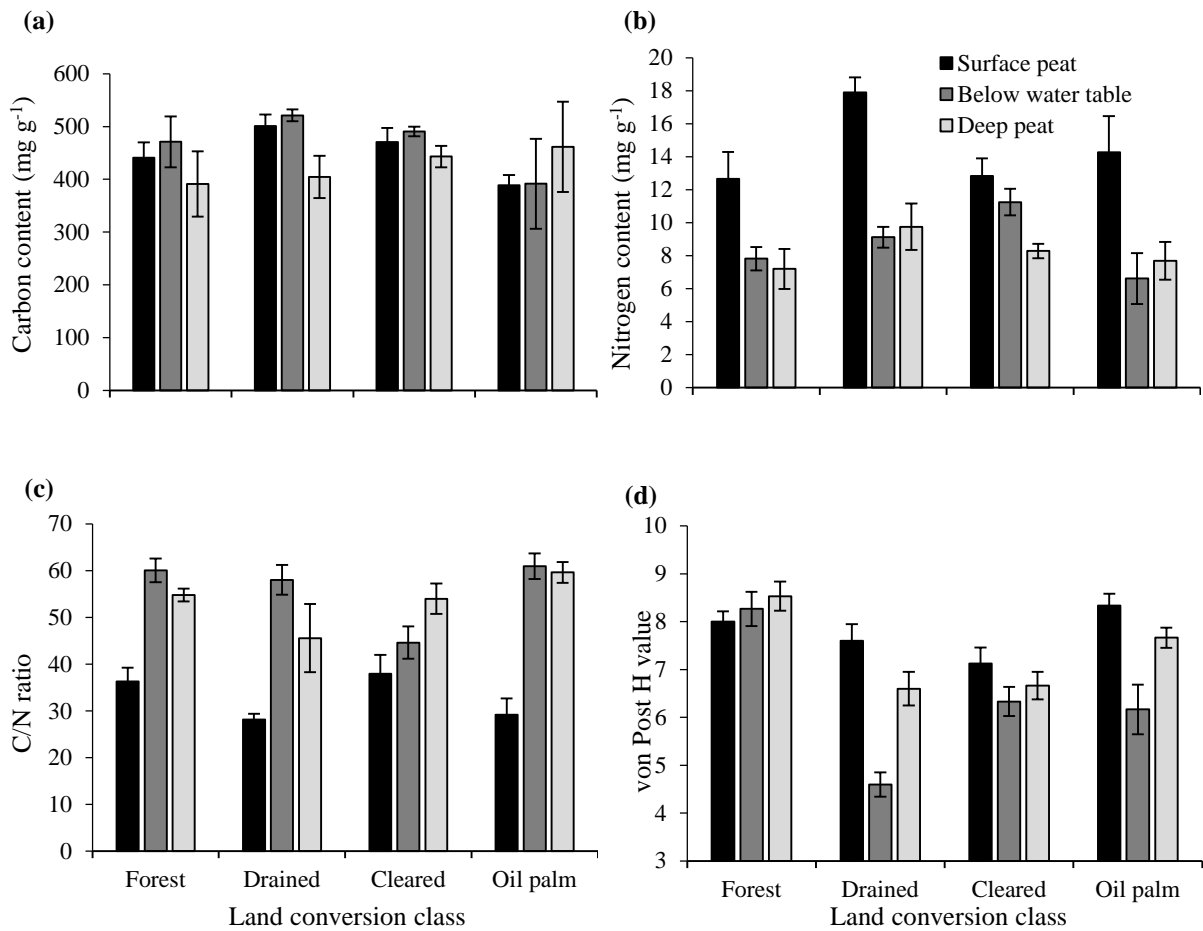 (a)
Carbon content (mg g-1)
600
500
400
300
200
100
0
(b)
Nitrogen content (mg g-1)
20
18
16
14
12
10
8
6
4
2
0
Surface peat
Below water table
Deep peat
(c)
C/N ratio
70
60
50
40
30
20
10
0
Forest Drained Cleared Oil palm
Land conversion class
(d)
von Post H value
10
9
8
7
6
5
4
3
Forest Drained Cleared Oil palm
Land conversion class